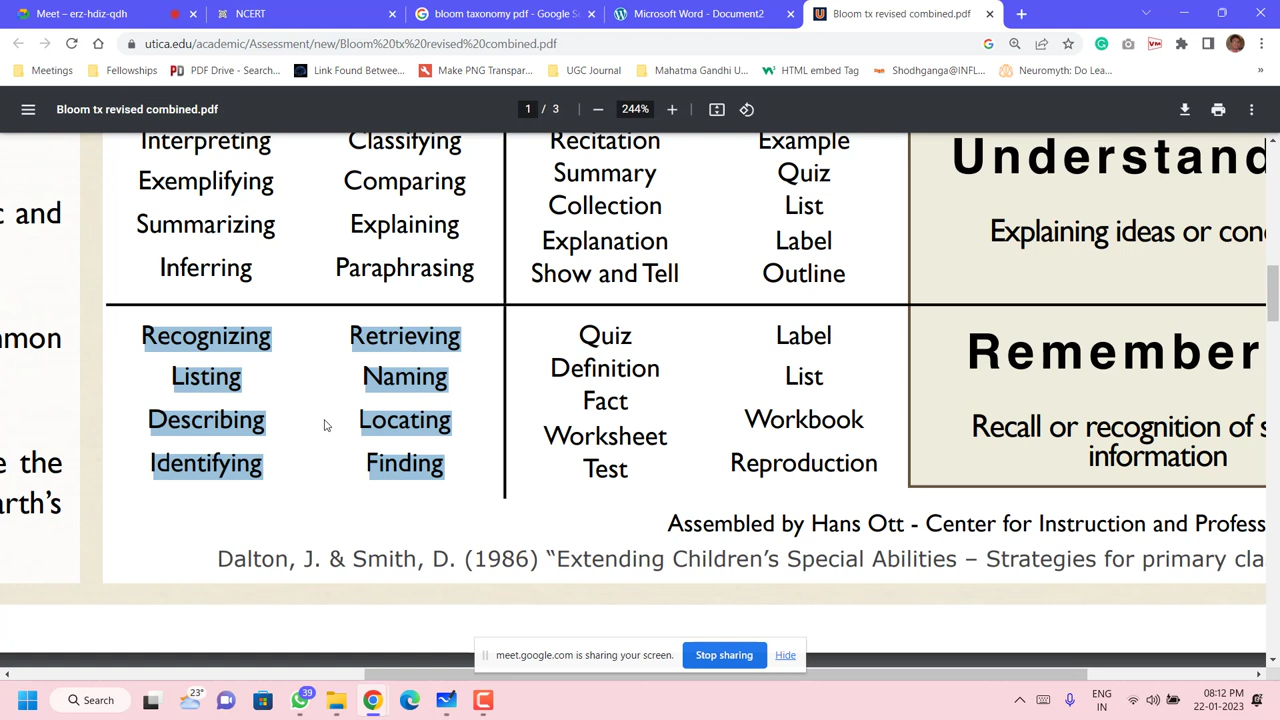 Meet – erz-hdiz-qdh
NCERT
bloom taxonomy pdf - Google Se
Microsoft Word - Document2
Bloom tx revised combined.pdf
utica.edu/academic/Assessment/new/Bloom%20tx%20revised%20combined.pdf
Meetings
Fellowships
PDF Drive - Search...
Link Found Betwee...
Make PNG Transpar...
UGC Journal
Mahatma Gandhi U...
HTML embed Tag
Shodhganga@INFL...
Neuromyth: Do Lea...
Bloom tx revised combined.pdf
1 / 3
244%
Interpreting Classifying Recitation Example
Understand
Exemplifying Comparing Summary Quiz
c and
Collection List
Summarizing Explaining
Explaining ideas or con
Explanation Label
Inferring Paraphrasing Show and Tell Outline
Recognizing Retrieving Quiz Label
mmon
Remember
Listing Naming Definition List
Fact
Describing Locating Workbook
Recall or recognition of s
Worksheet
information
e the
Identifying Finding Test Reproduction
arth's
Assembled by Hans Ott - Center for Instruction and Profess
Dalton, J. & Smith, D. (1986) “Extending Children’s Special Abilities – Strategies for primary cla
meet.google.com is sharing your screen.
Stop sharing
Hide
Search
23°
39
ENG
IN
08:12 PM
22-01-2023